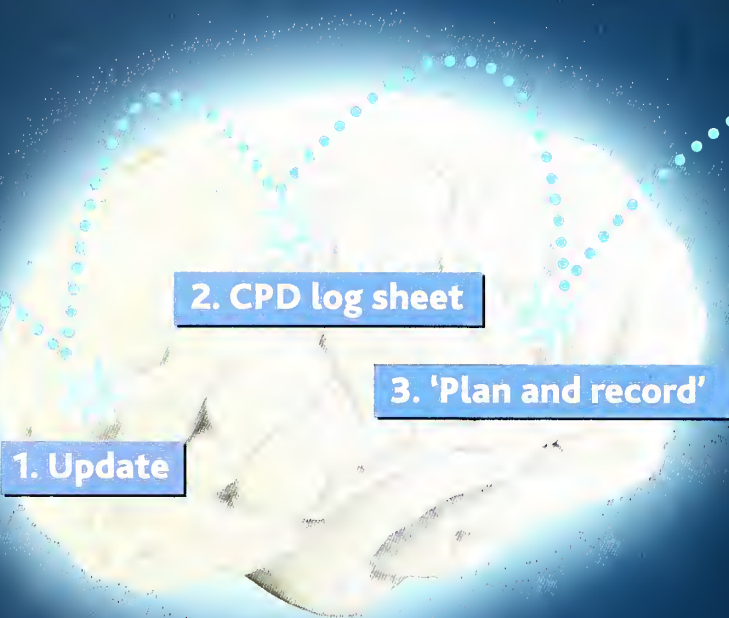 1. Update
2. CPD log sheet
3. ‘Plan and record’